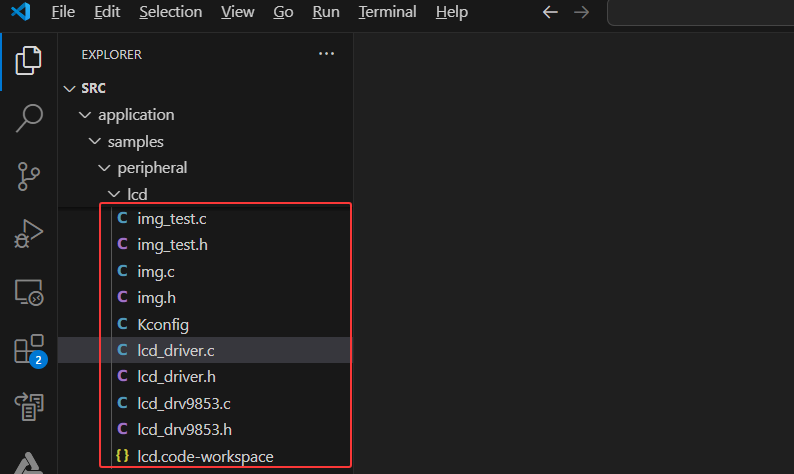 File Edit Selection View Go Run Terminal Help
EXPLORER
SRC
application
samples
peripheral
lcd
C img_test.c
C img_test.h
C img.c
C img.h
C Kconfig
C lcd_driver.c
C lcd_driver.h
C lcd_drv9853.c
C lcd_drv9853.h
{} lcd.code-workspace
2